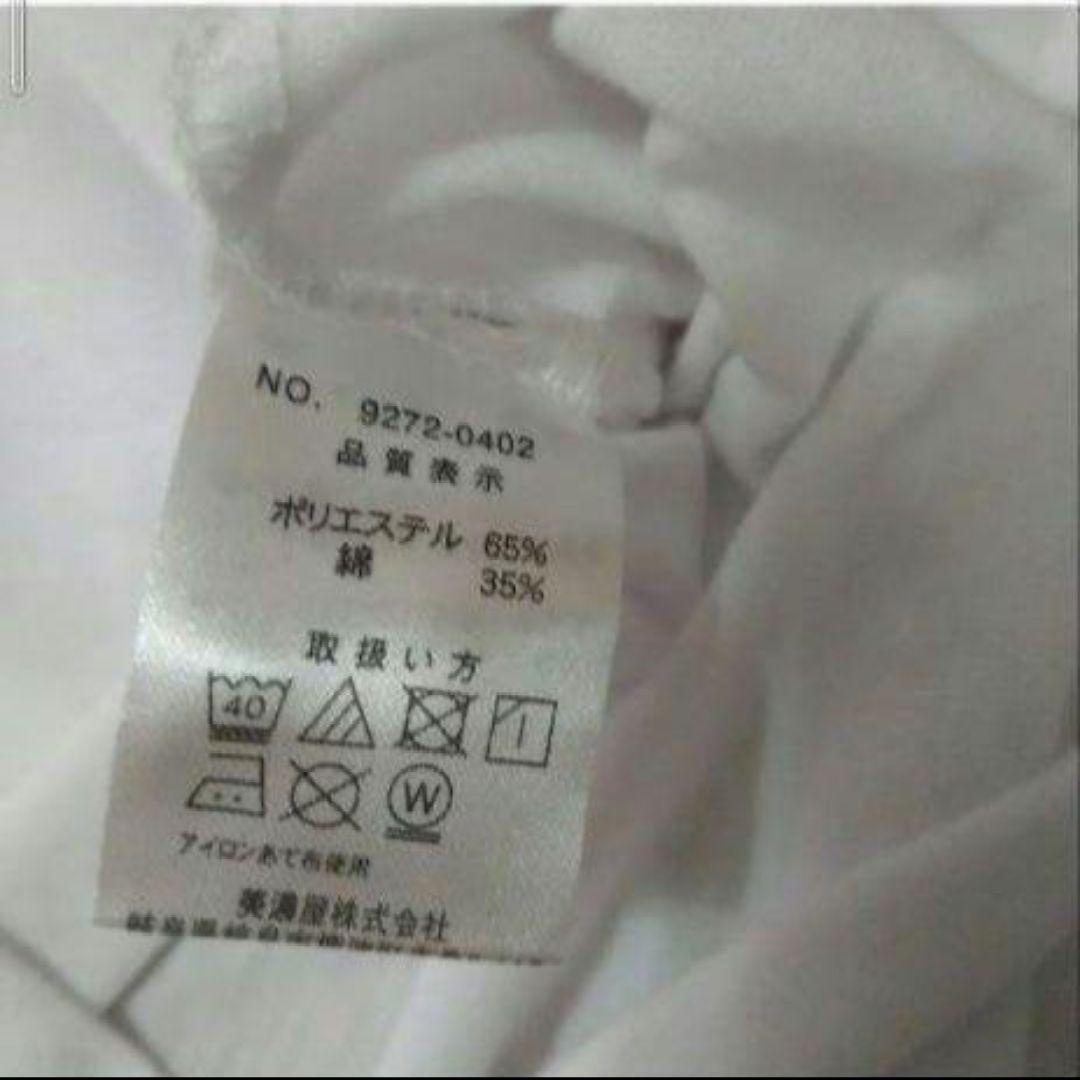 NO. 9272-0402
品質表示
ポリエステル 65%
綿 35%
取扱い方
40
W
アイロンあて布使用
美濃屋株式会社